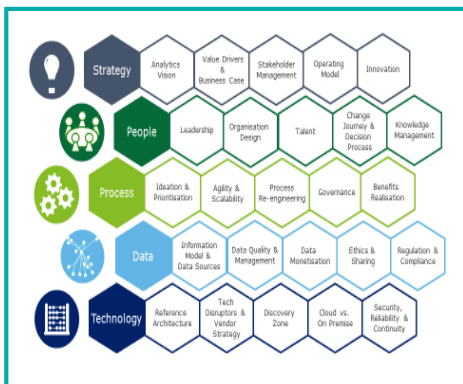 Strategy
Analytics
Vision
Value Drivers
&
Business Case
Stakeholder
Management
Operating
Model
Innovation
People
Leadership
Organisation
Design
Talent
Change
Journey &
Decision
Process
Knowledge
Management
Process
Ideation &
Prioritisation
Agility &
Scalability
Process
Re-engineering
Governance
Benefits
Realisation
Data
Information
Model &
Data Sources
Data Quality &
Management
Data
Monetisation
Ethics &
Sharing
Regulation &
Compliance
Technology
Reference
Architecture
Tech
Disruptors &
Vendor
Strategy
Discovery
Zone
Cloud vs.
On Premise
Security,
Reliability &
Continuity